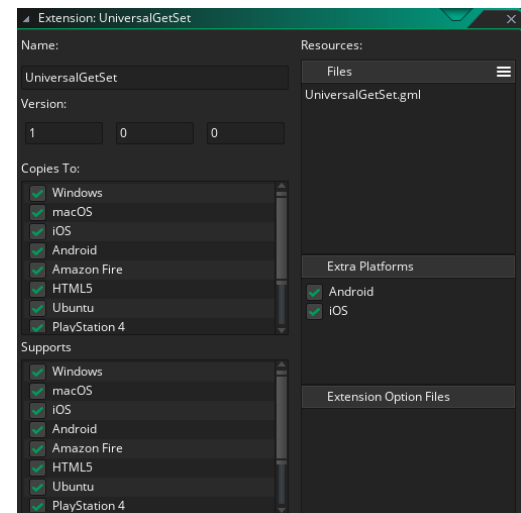 Extension: UniversalGetSet
Name:
UniversalGetSet
Version:
1 0 0
Copies To:
Windows
macOS
iOS
Android
Amazon Fire
HTML5
Ubuntu
PlayStation 4
Supports
Windows
macOS
iOS
Android
Amazon Fire
HTML5
Ubuntu
PlayStation 4
Resources:
Files
UniversalGetSet.gml
Extra Platforms
Android
iOS
Extension Option Files